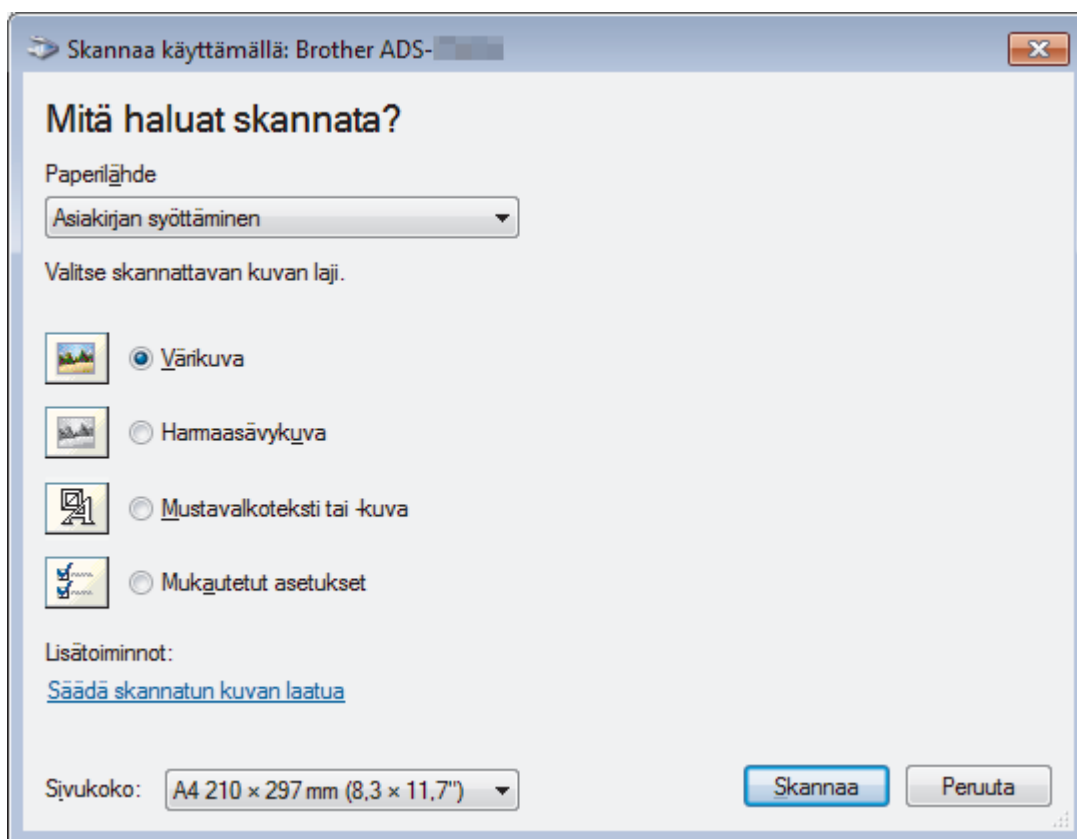 Skannaa käyttämällä: Brother ADS-
Mitä haluat skannata?
Paperilähde
Asiakirjan syöttäminen
Valitse skannattavan kuvan laji.
Värikuva
Harmaasävykuva
Mustavalkoteksti tai -kuva
Mukautetut asetukset
Lisätoiminnot:
Säädä skannatun kuvan laatua
Sivukoko: A4 210 × 297 mm (8,3 × 11,7") Skannaa Peruuta